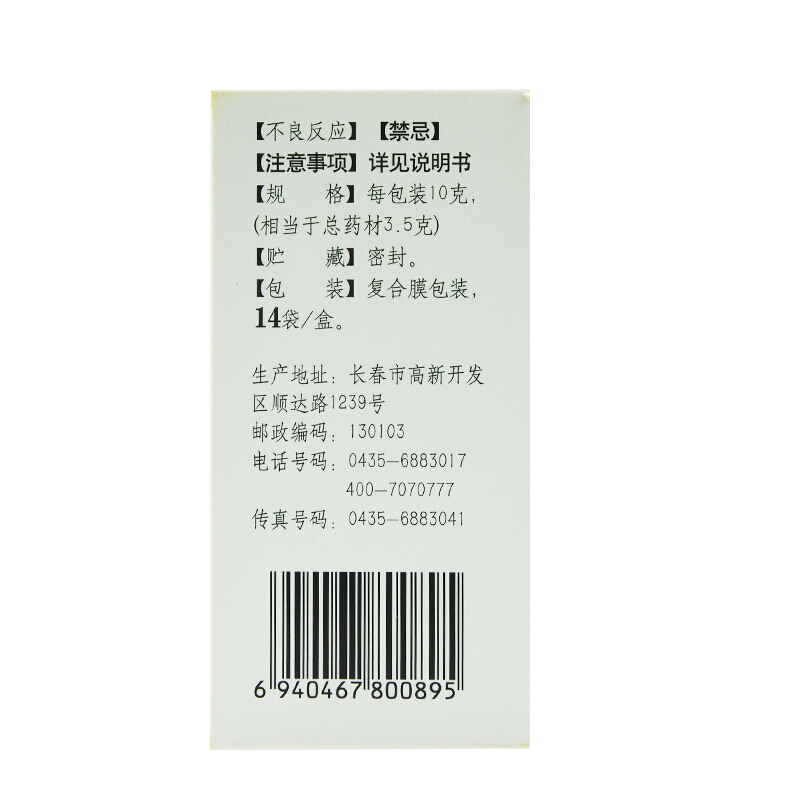 【不良反应】【禁忌】
【注意事项】详见说明书
【规　　格】每包装10克，
(相当于总药材3.5克)
【贮　　藏】密封。
【包　　装】复合膜包装，
14袋/盒。
生产地址：长春市高新开发
区顺达路1239号
邮政编码：130103
电话号码：0435-6883017
400-7070777
传真号码：0435-6883041
6 940467 800895